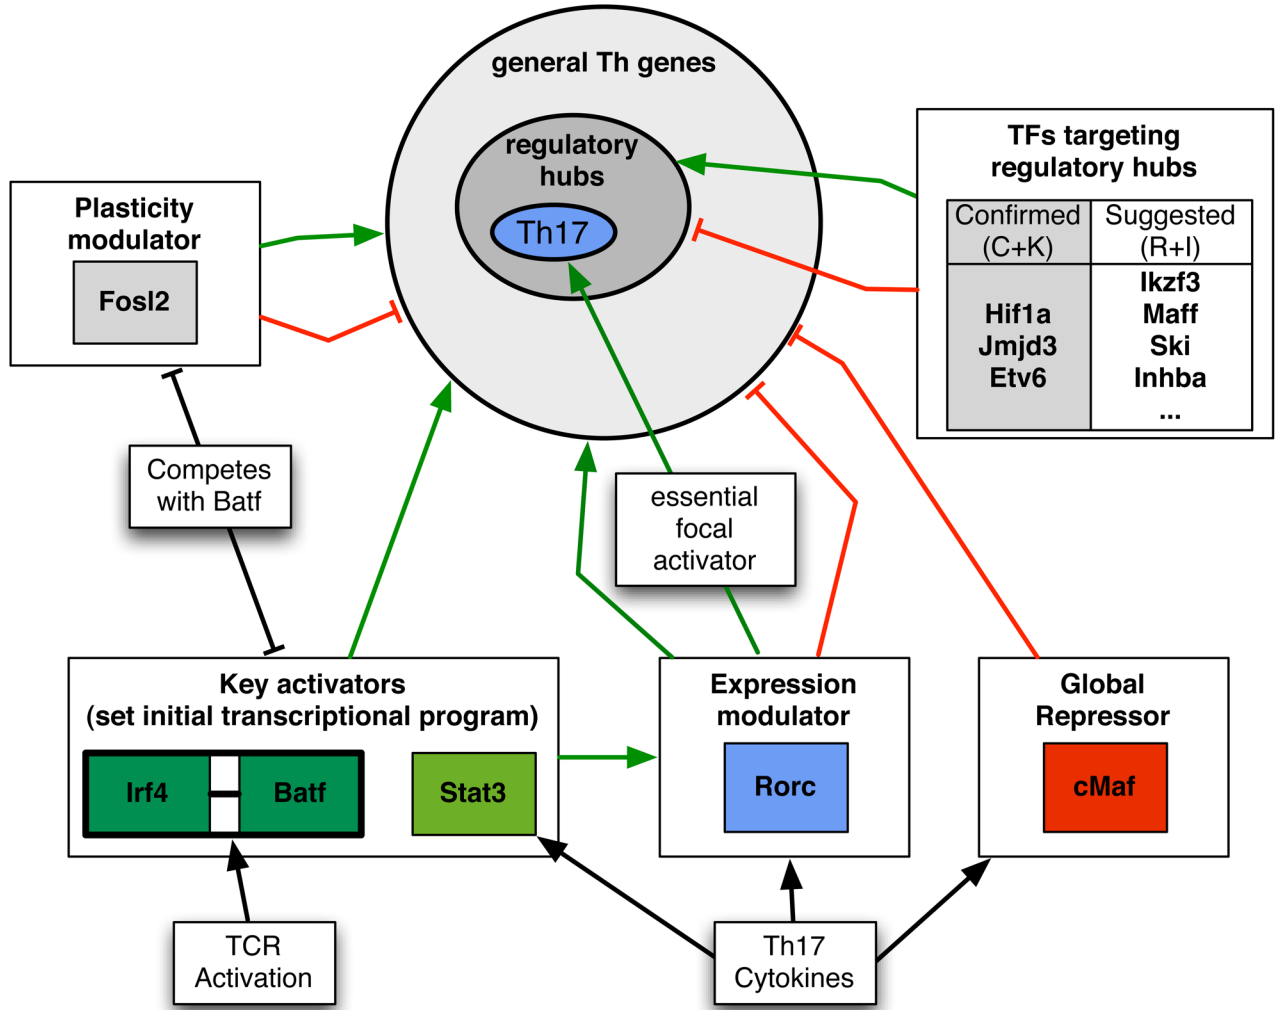 general Th genes
regulatory
hubs
Th17
Plasticity
modulator
Fosl2
TFs targeting
regulatory hubs
Confirmed
(C+K)
Suggested
(R+I)
Hif1a
Jmjd3
Etv6
Ikzf3
Maff
Ski
Inhba
...
Competes
with Batf
essential
focal
activator
Key activators
(set initial transcriptional program)
Irf4
Batf
Stat3
Expression
modulator
Rorc
Global
Repressor
cMaf
TCR
Activation
Th17
Cytokines